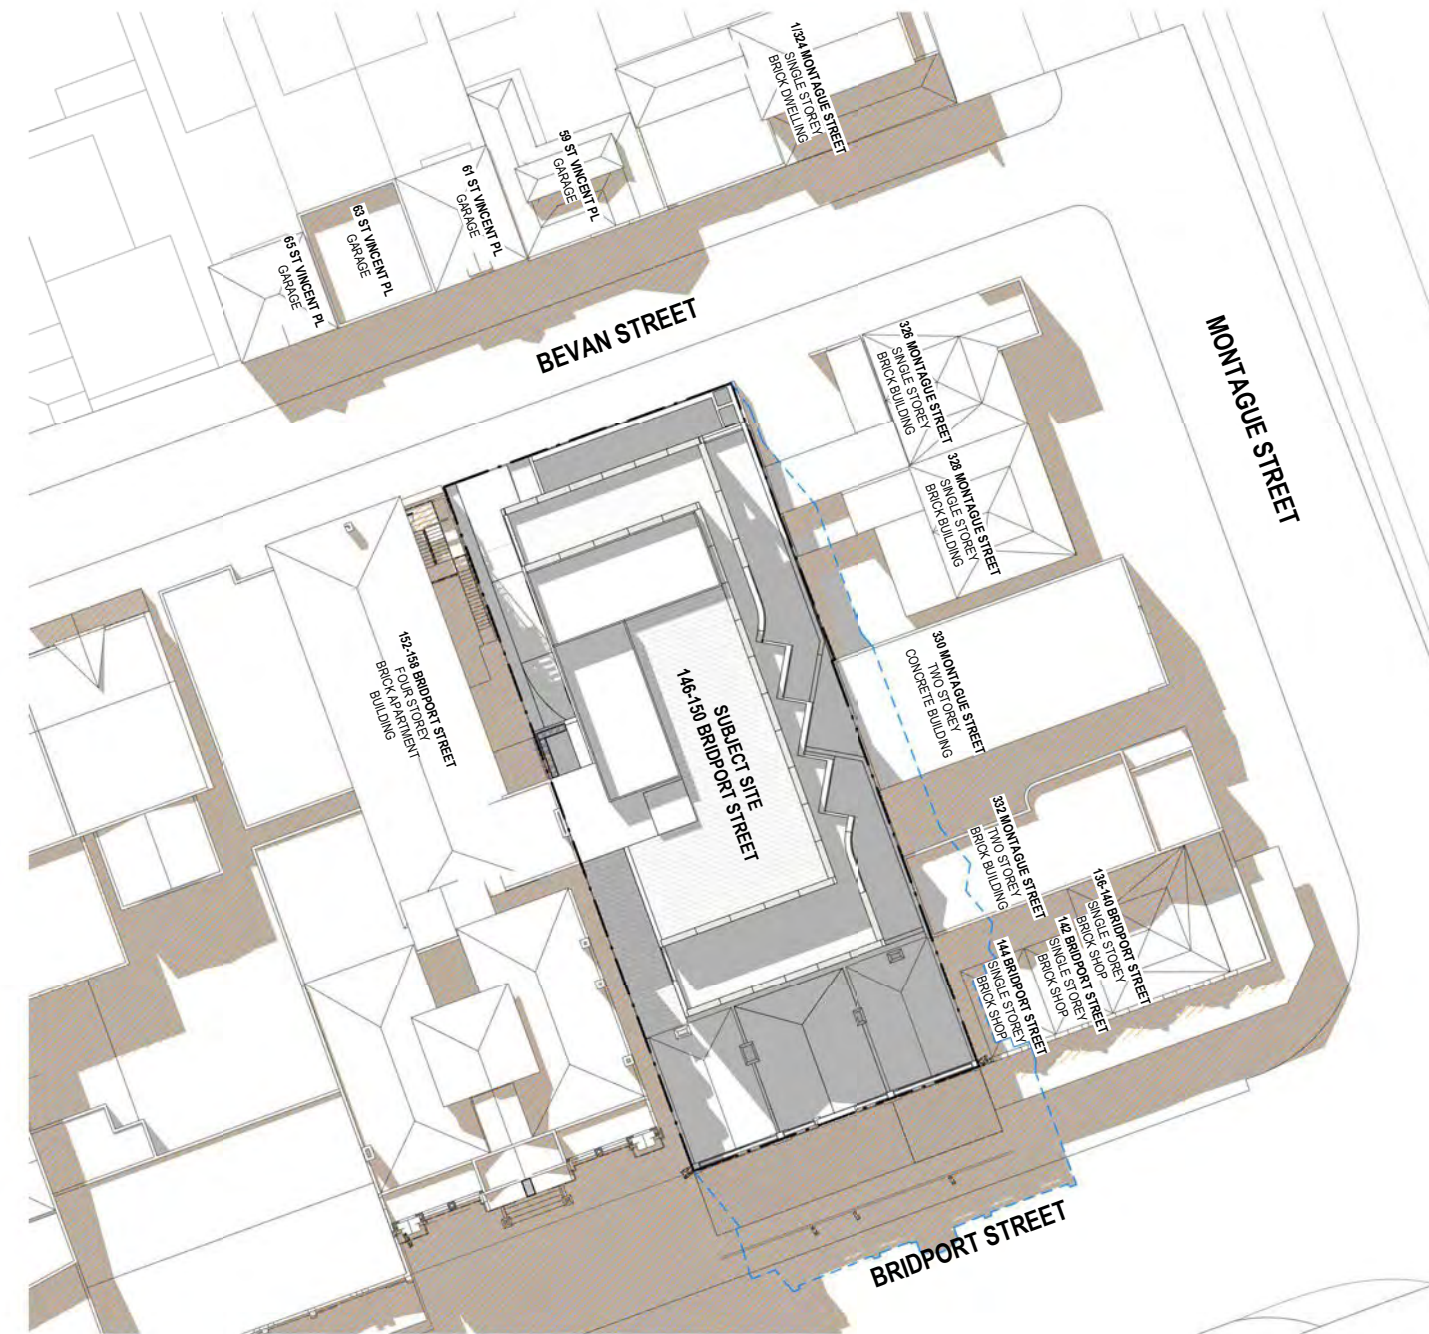 1/324 MONTAGUE STREET
SINGLE STOREY
BRICK DWELLING
59 ST VINCENT PL
GARAGE
61 ST VINCENT PL
GARAGE
63 ST VINCENT PL
GARAGE
65 ST VINCENT PL
GARAGE
BEVAN STREET
MONTAGUE STREET
326 MONTAGUE STREET
SINGLE STOREY
BRICK BUILDING
328 MONTAGUE STREET
SINGLE STOREY
BRICK BUILDING
152-158 BRIDPORT STREET
FOUR STOREY
BRICK APARTMENT
BUILDING
SUBJECT SITE
146-150 BRIDPORT STREET
330 MONTAGUE STREET
TWO STOREY
CONCRETE BUILDING
332 MONTAGUE STREET
TWO STOREY
BRICK BUILDING
136-140 BRIDPORT STREET
SINGLE STOREY
BRICK SHOP
142 BRIDPORT STREET
SINGLE STOREY
BRICK SHOP
144 BRIDPORT STREET
SINGLE STOREY
BRICK SHOP
BRIDPORT STREET